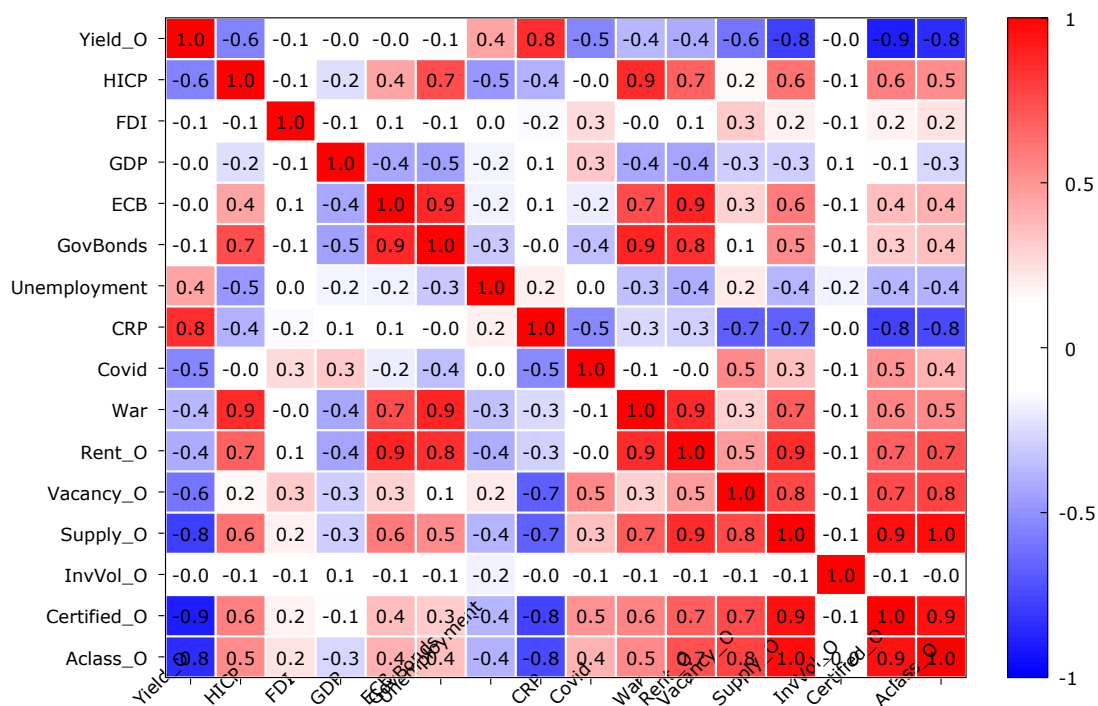 Yield_O 1.0 -0.6 -0.1 -0.0 -0.0 -0.1 0.4 0.8 -0.5 -0.4 -0.4 -0.6 -0.8 -0.0 -0.9 -0.8
HICP -0.6 1.0 -0.1 -0.2 0.4 0.7 -0.5 -0.4 -0.0 0.9 0.7 0.2 0.6 -0.1 0.6 0.5
FDI -0.1 -0.1 1.0 -0.1 0.1 -0.1 0.0 -0.2 0.3 -0.0 0.1 0.3 0.2 -0.1 0.2 0.2
GDP -0.0 -0.2 -0.1 1.0 -0.4 -0.5 -0.2 0.1 0.3 -0.4 -0.4 -0.3 -0.3 0.1 -0.1 -0.3
ECB -0.0 0.4 0.1 -0.4 1.0 0.9 -0.2 0.1 -0.2 0.7 0.9 0.3 0.6 -0.1 0.4 0.4
GovBonds -0.1 0.7 -0.1 -0.5 0.9 1.0 -0.3 -0.0 -0.4 0.9 0.8 0.1 0.5 -0.1 0.3 0.4
Unemployment 0.4 -0.5 0.0 -0.2 -0.2 -0.3 1.0 0.2 0.0 -0.3 -0.4 0.2 -0.4 -0.2 -0.4 -0.4
CRP 0.8 -0.4 -0.2 0.1 0.1 -0.0 0.2 1.0 -0.5 -0.3 -0.3 -0.7 -0.7 -0.0 -0.8 -0.8
Covid -0.5 -0.0 0.3 0.3 -0.2 -0.4 0.0 -0.5 1.0 -0.1 -0.0 0.5 0.3 -0.1 0.5 0.4
War -0.4 0.9 -0.0 -0.4 0.7 0.9 -0.3 -0.3 -0.1 1.0 0.9 0.3 0.7 -0.1 0.6 0.5
Rent_O -0.4 0.7 0.1 -0.4 0.9 0.8 -0.4 -0.3 -0.0 0.9 1.0 0.5 0.9 -0.1 0.7 0.7
Vacancy_O -0.6 0.2 0.3 -0.3 0.3 0.1 0.2 -0.7 0.5 0.3 0.5 1.0 0.8 -0.1 0.7 0.8
Supply_O -0.8 0.6 0.2 -0.3 0.6 0.5 -0.4 -0.7 0.3 0.7 0.9 0.8 1.0 -0.1 0.9 1.0
InvVol_O -0.0 -0.1 -0.1 0.1 -0.1 -0.1 -0.2 -0.0 -0.1 -0.1 -0.1 -0.1 -0.1 1.0 -0.1 -0.0
Certified_O -0.9 0.6 0.2 -0.1 0.4 0.3 -0.4 -0.8 0.5 0.6 0.7 0.7 0.9 -0.1 1.0 0.9
Aclass_O -0.8 0.5 0.2 -0.3 0.4 0.4 -0.4 -0.8 0.4 0.5 0.7 0.8 1.0 -0.0 0.9 1.0
Yield_O HICP FDI GDP ECB GovBonds Unemployment CRP Covid War Rent_O Vacancy_O Supply_O InvVol_O Certified_O Aclass_O
1
0.5
0
-0.5
-1